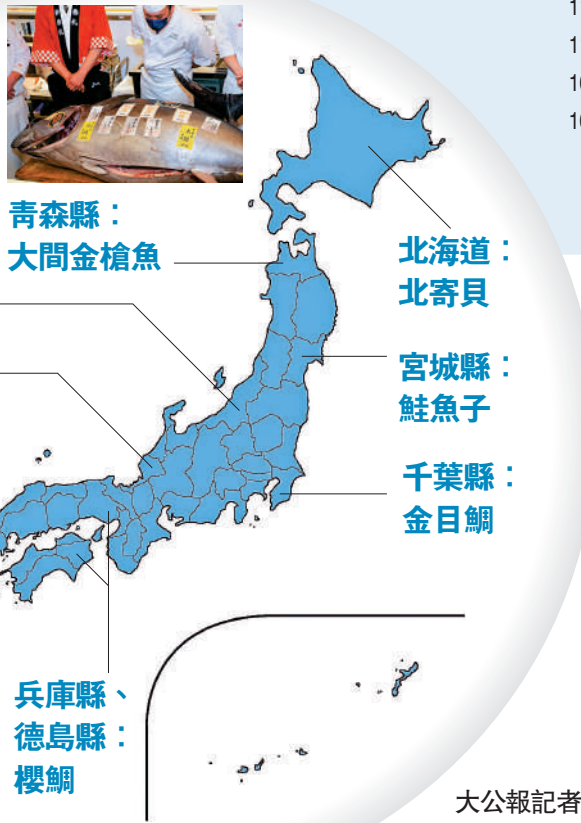 青森縣：
大間金槍魚
北海道：
北寄貝
宮城縣：
鮭魚子
千葉縣：
金目鯛
兵庫縣、
德島縣：
櫻鯛
大公報記者